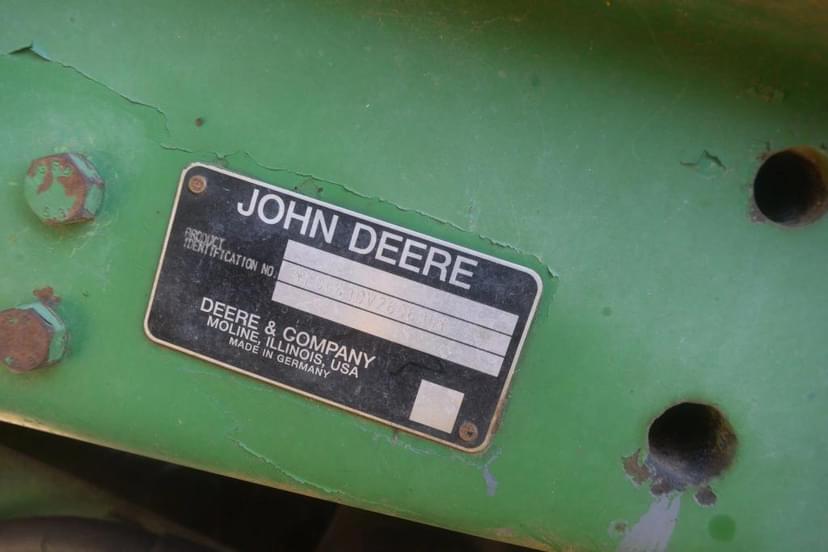 JOHN DEERE
PRODUCT
IDENTIFICATION NO.
DEERE & COMPANY
MOLINE, ILLINOIS, USA
MADE IN GERMANY